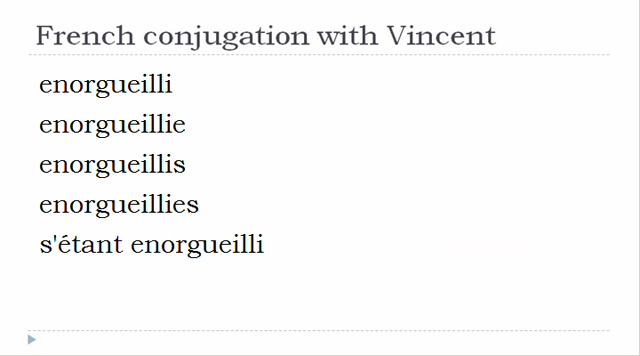 French conjugation with Vincent
enorgueilli
enorgueillie
enorgueillis
enorgueillies
s'étant enorgueilli